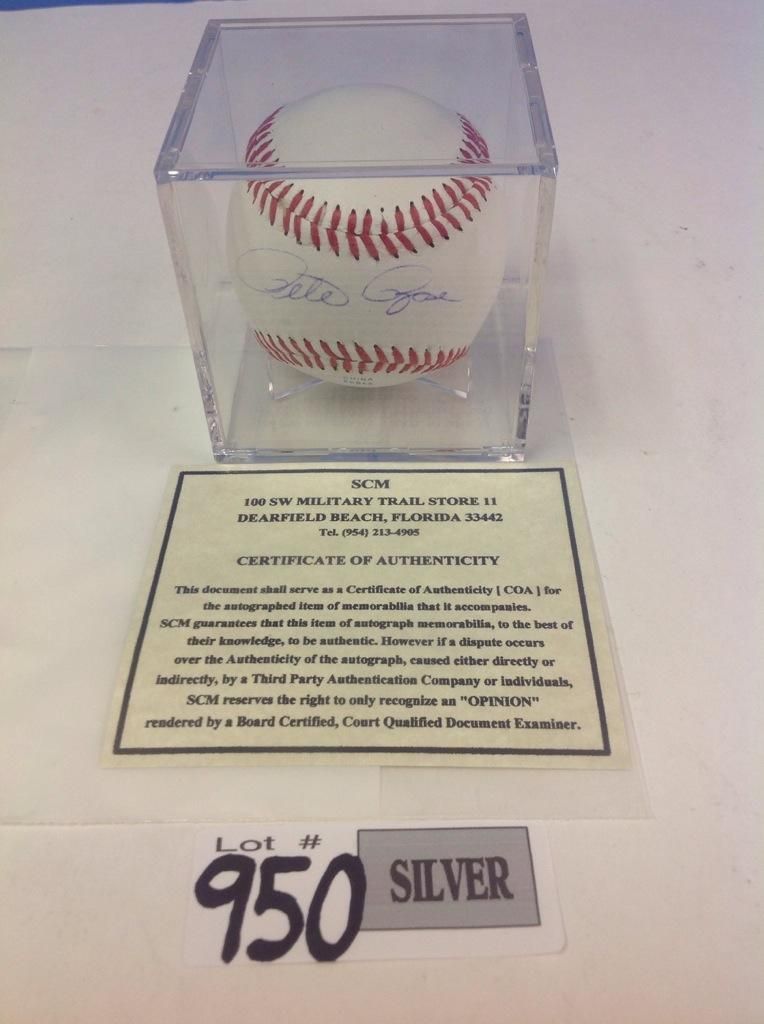 Pete Rose
CHINA
SCM
100 SW MILITARY TRAIL STORE 11
DEARFIELD BEACH, FLORIDA 33442
Tel. (954) 213-4905
CERTIFICATE OF AUTHENTICITY
This document shall serve as a Certificate of Authenticity [ COA ] for
the autographed item of memorabilia that it accompanies.
SCM guarantees that this item of autograph memorabilia, to the best of
their knowledge, to be authentic. However if a dispute occurs
over the Authenticity of the autograph, caused either directly or
indirectly, by a Third Party Authentication Company or individuals,
SCM reserves the right to only recognize an "OPINION"
rendered by a Board Certified, Court Qualified Document Examiner.
Lot #
950 SILVER